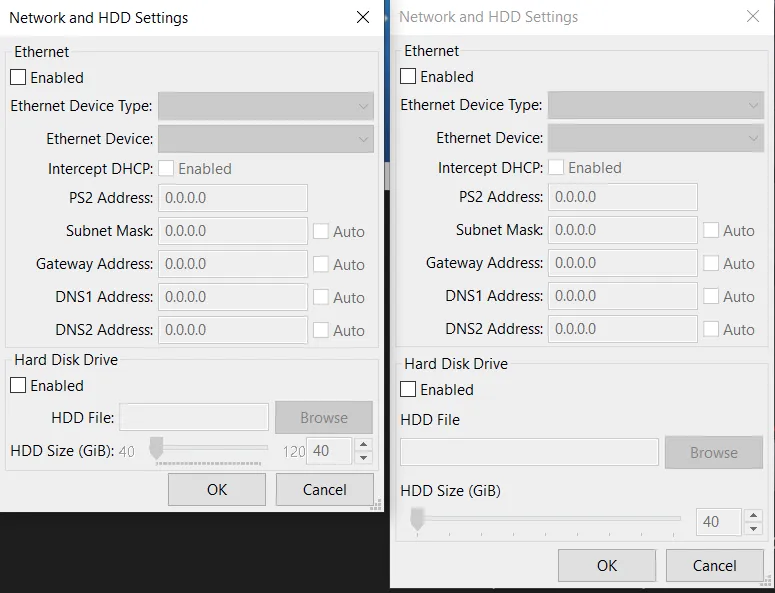 Network and HDD Settings
Ethernet
Enabled
Ethernet Device Type:
Ethernet Device:
Intercept DHCP: Enabled
PS2 Address: 0.0.0.0
Subnet Mask: 0.0.0.0 Auto
Gateway Address: 0.0.0.0 Auto
DNS1 Address: 0.0.0.0 Auto
DNS2 Address: 0.0.0.0 Auto
Hard Disk Drive
Enabled
HDD File: Browse
HDD Size (GiB): 40 120 40
OK Cancel
Network and HDD Settings
Ethernet
Enabled
Ethernet Device Type:
Ethernet Device:
Intercept DHCP: Enabled
PS2 Address: 0.0.0.0
Subnet Mask: 0.0.0.0 Auto
Gateway Address: 0.0.0.0 Auto
DNS1 Address: 0.0.0.0 Auto
DNS2 Address: 0.0.0.0 Auto
Hard Disk Drive
Enabled
HDD File
Browse
HDD Size (GiB)
40
OK Cancel